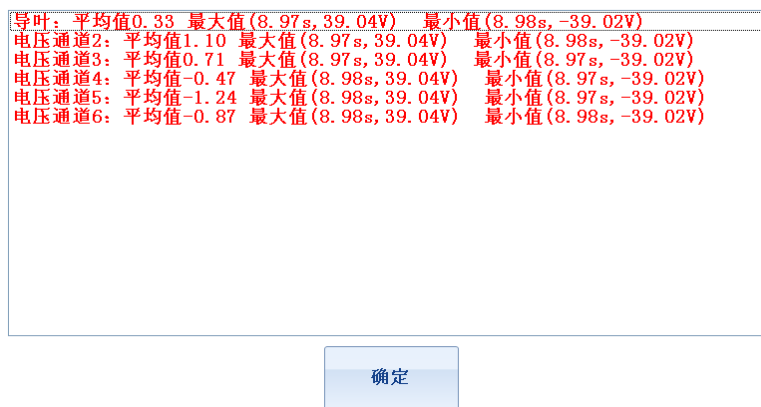 导叶：平均值0.33 最大值(8.97s,39.04V) 最小值(8.98s,-39.02V)
电压通道2：平均值1.10 最大值(8.97s,39.04V) 最小值(8.98s,-39.02V)
电压通道3：平均值0.71 最大值(8.98s,39.04V) 最小值(8.97s,-39.02V)
电压通道4：平均值-0.47 最大值(8.98s,39.04V) 最小值(8.97s,-39.02V)
电压通道5：平均值-1.24 最大值(8.98s,39.04V) 最小值(8.97s,-39.02V)
电压通道6：平均值-0.87 最大值(8.98s,39.04V) 最小值(8.98s,-39.02V)
确定